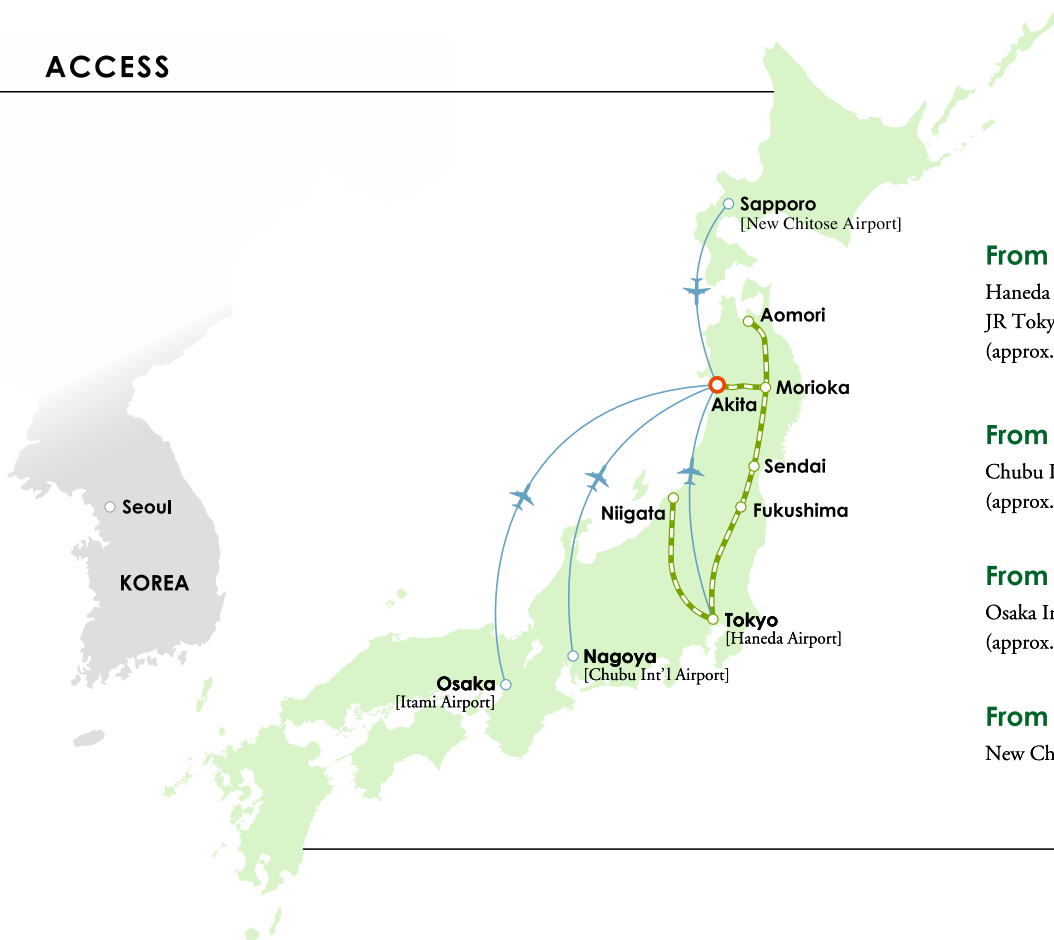 ACCESS
Sapporo
[New Chitose Airport]
Aomori
Morioka
Akita
Sendai
Seoul
Niigata
Fukushima
KOREA
Tokyo
[Haneda Airport]
Nagoya
[Chubu Int'l Airport]
Osaka
[Itami Airport]
From
Haneda
JR Toky
(approx.
From
Chubu I
(approx.
From
Osaka In
(approx.
From
New Ch